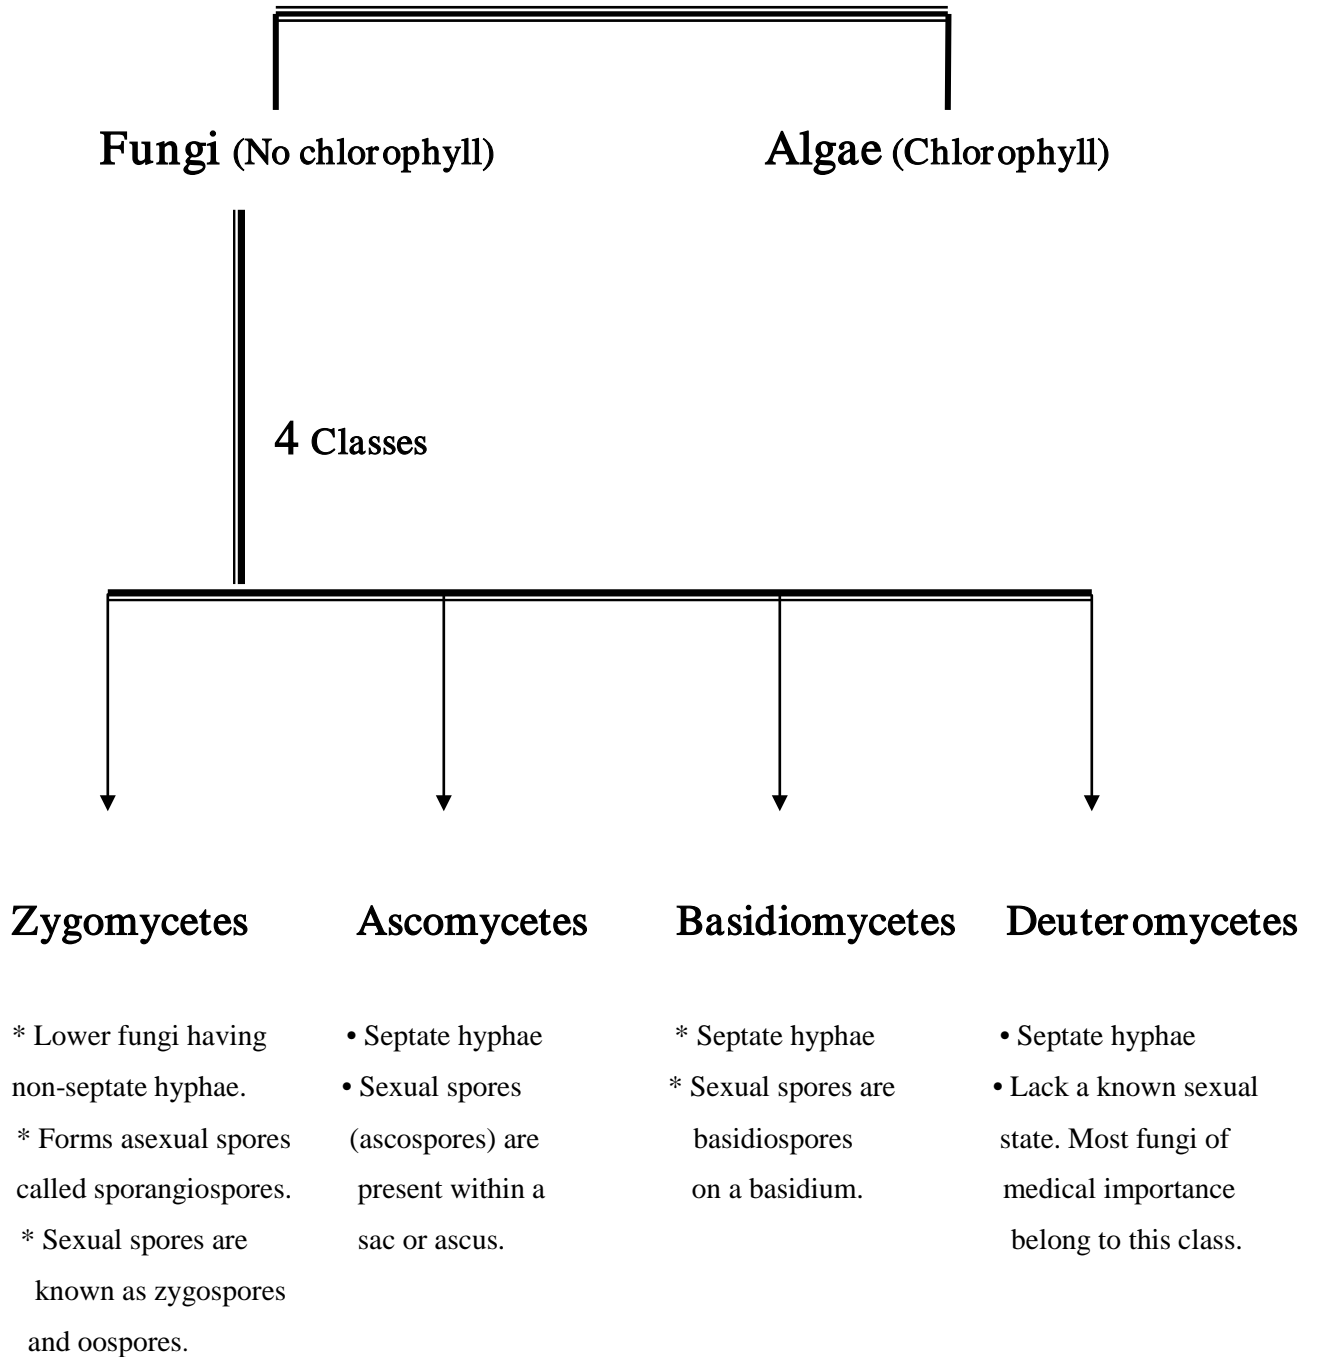 Fungi (No chlorophyll)
Algae (Chlorophyll)
4 Classes
Zygomycetes
* Lower fungi having
non-septate hyphae.
* Forms asexual spores
called sporangiospores.
* Sexual spores are
known as zygospores
and oospores.
Ascomycetes
• Septate hyphae
• Sexual spores
(ascospores) are
present within a
sac or ascus.
Basidiomycetes
* Septate hyphae
* Sexual spores are
basidiospores
on a basidium.
Deuteromycetes
• Septate hyphae
• Lack a known sexual
state. Most fungi of
medical importance
belong to this class.